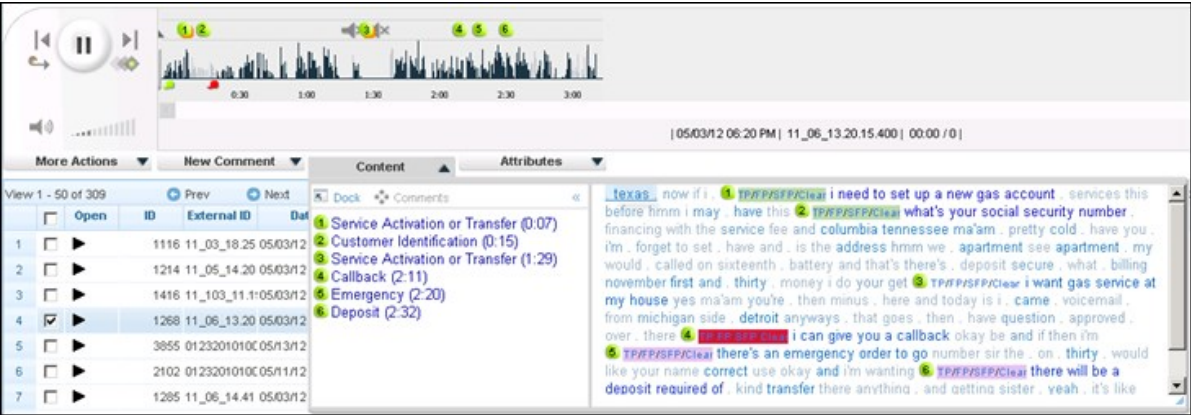 1 2 3 4 5 6
0:30 1:00 1:30 2:00 2:30 3:00
| 05/03/12 06:20 PM | 11_06_13.20.15.400 | 00:00 / 0 |
More Actions New Comment Content Attributes
View 1 - 50 of 309 Prev Next
Open ID External ID Dat
1 1116 11_03_18.25 05/03/12
2 1214 11_05_14.20 05/03/12
3 1416 11_103_11.1 05/03/12
4 1268 11_06_13.20 05/03/12
5 3855 0123201010C 05/13/12
6 2102 0123201010C 05/11/12
7 1285 11_06_14.41 05/03/12
Dock Comments «
1 Service Activation or Transfer (0:07)
2 Customer Identification (0:15)
3 Service Activation or Transfer (1:29)
4 Callback (2:11)
5 Emergency (2:20)
6 Deposit (2:32)
. texas . now if i . 1 TP/FP/SFP/Clear i need to set up a new gas account . services this
before hmm i may . have this 2 TP/FP/SFP/Clear what's your social security number .
financing with the service fee and columbia tennessee ma'am . pretty cold . have you .
i'm . forget to set . have and . is the address hmm we . apartment see apartment . my
would . called on sixteenth . battery and that's there's . deposit secure . what . billing
november first and . thirty . money i do your get 3 TP/FP/SFP/Clear i want gas service at
my house yes ma'am you're . then minus . here and today is i . came . voicemail .
from michigan side . detroit anyways . that goes . then . have question . approved .
over . there 4 TP/FP/SFP/Clear i can give you a callback okay be and if then i'm
5 TP/FP/SFP/Clear there's an emergency order to go number sir the . on . thirty . would
like your name correct use okay and i'm wanting 6 TP/FP/SFP/Clear there will be a
deposit required of . kind transfer there anything . and getting sister . yeah . it's like